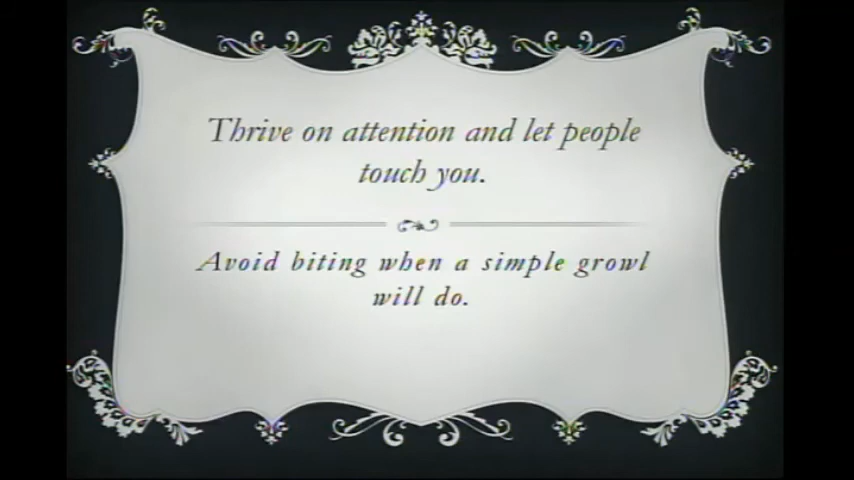 Thrive on attention and let people
touch you.
Avoid biting when a simple growl
will do.